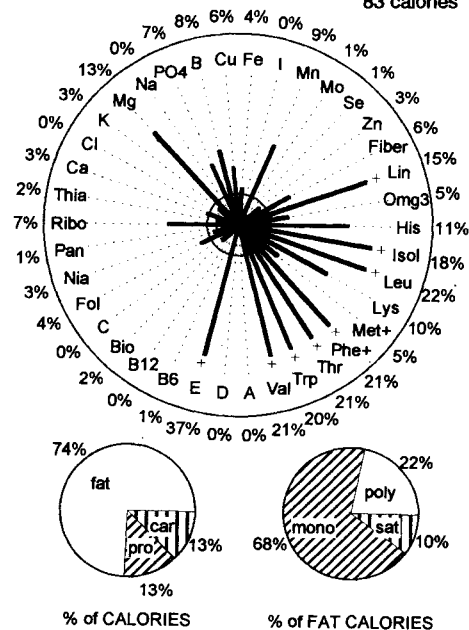 83 calories
6%
4%
0%
9%
1%
1%
3%
6%
15%
5%
11%
18%
22%
10%
5%
21%
21%
20%
21%
0%
0%
37%
1%
0%
2%
0%
4%
3%
1%
7%
2%
3%
0%
3%
13%
0%
7%
8%
Cu
Fe
I
Mn
Mo
Se
Zn
Fiber
Lin
Omg3
His
Isol
Leu
Lys
Met+
Phe+
Thr
Trp
Val
A
D
E
B6
B12
Bio
C
Fol
Nia
Pan
Ribo
Thia
Ca
Cl
K
Mg
Na
PO4
B
74%
fat
car
pro
13%
13%
% of CALORIES
22%
poly
mono
sat
68%
10%
% of FAT CALORIES